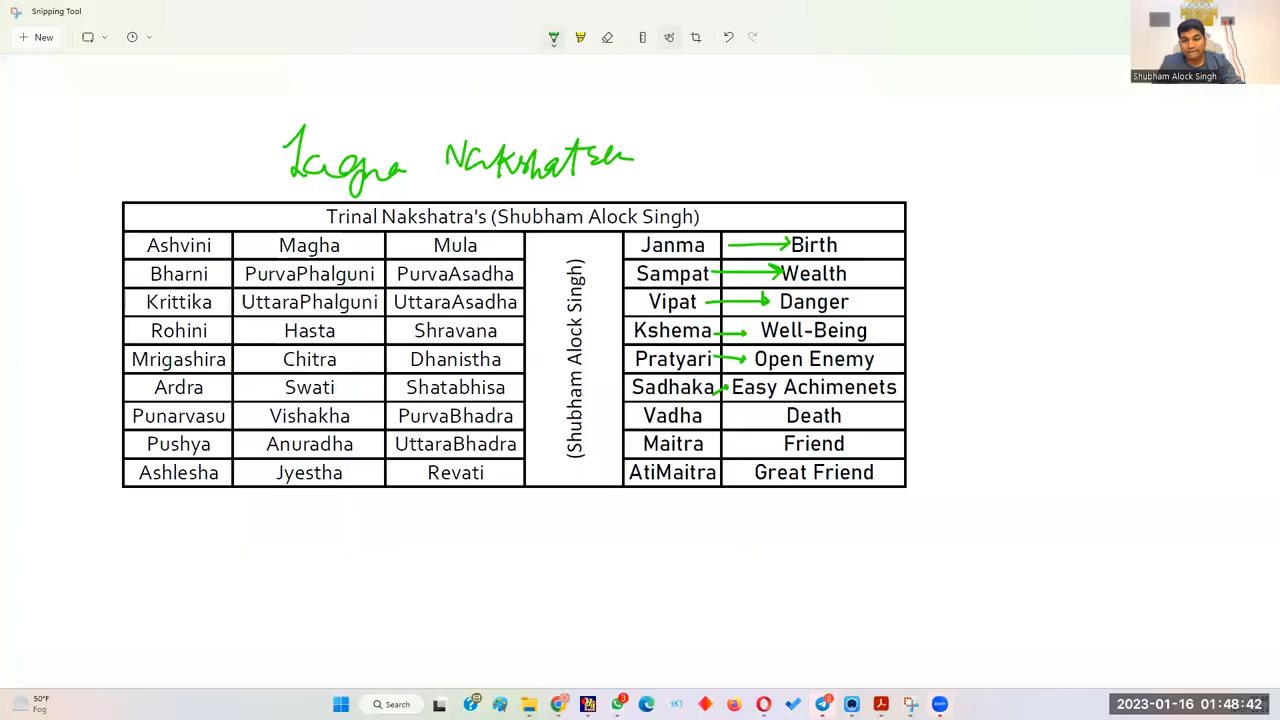 Snipping Tool
New
Shubham Alock Singh
Lagna Nakshatra
Trinal Nakshatra's (Shubham Alock Singh)
Ashvini Magha Mula Janma Birth
Bharni PurvaPhalguni PurvaAsadha Sampat Wealth
Krittika UttaraPhalguni UttaraAsadha Vipat Danger
Rohini Hasta Shravana Kshema Well-Being
Mrigashira Chitra Dhanistha Pratyari Open Enemy
Ardra Swati Shatabhisa Sadhaka Easy Achimenets
Punarvasu Vishakha PurvaBhadra Vadha Death
Pushya Anuradha UttaraBhadra Maitra Friend
Ashlesha Jyestha Revati AtiMaitra Great Friend
(Shubham Alock Singh)
50°F
Fog
Search
3
zoom
2023-01-16 01:48:42